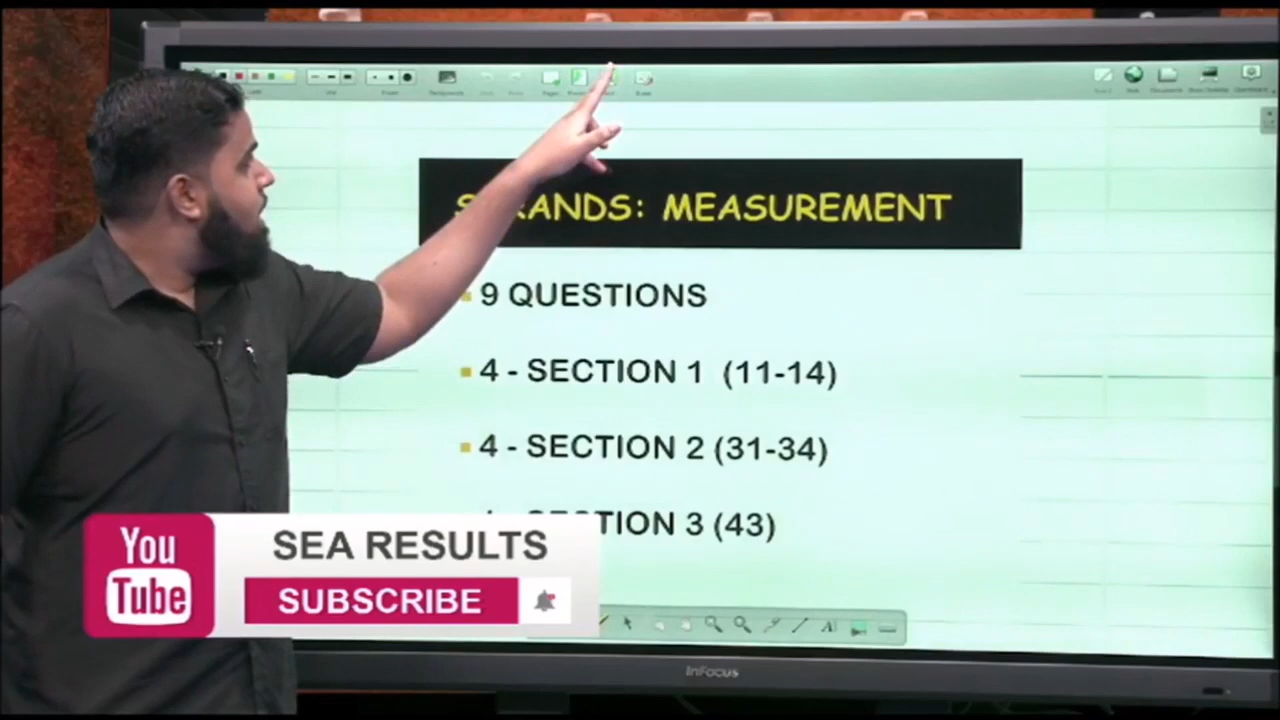 MEASUREMENT
9 QUESTIONS
4 - SECTION 1 (11-14)
4 - SECTION 2 (31-34)
SECTION 3 (43)
You
Tube
SEA RESULTS
SUBSCRIBE
InFocus